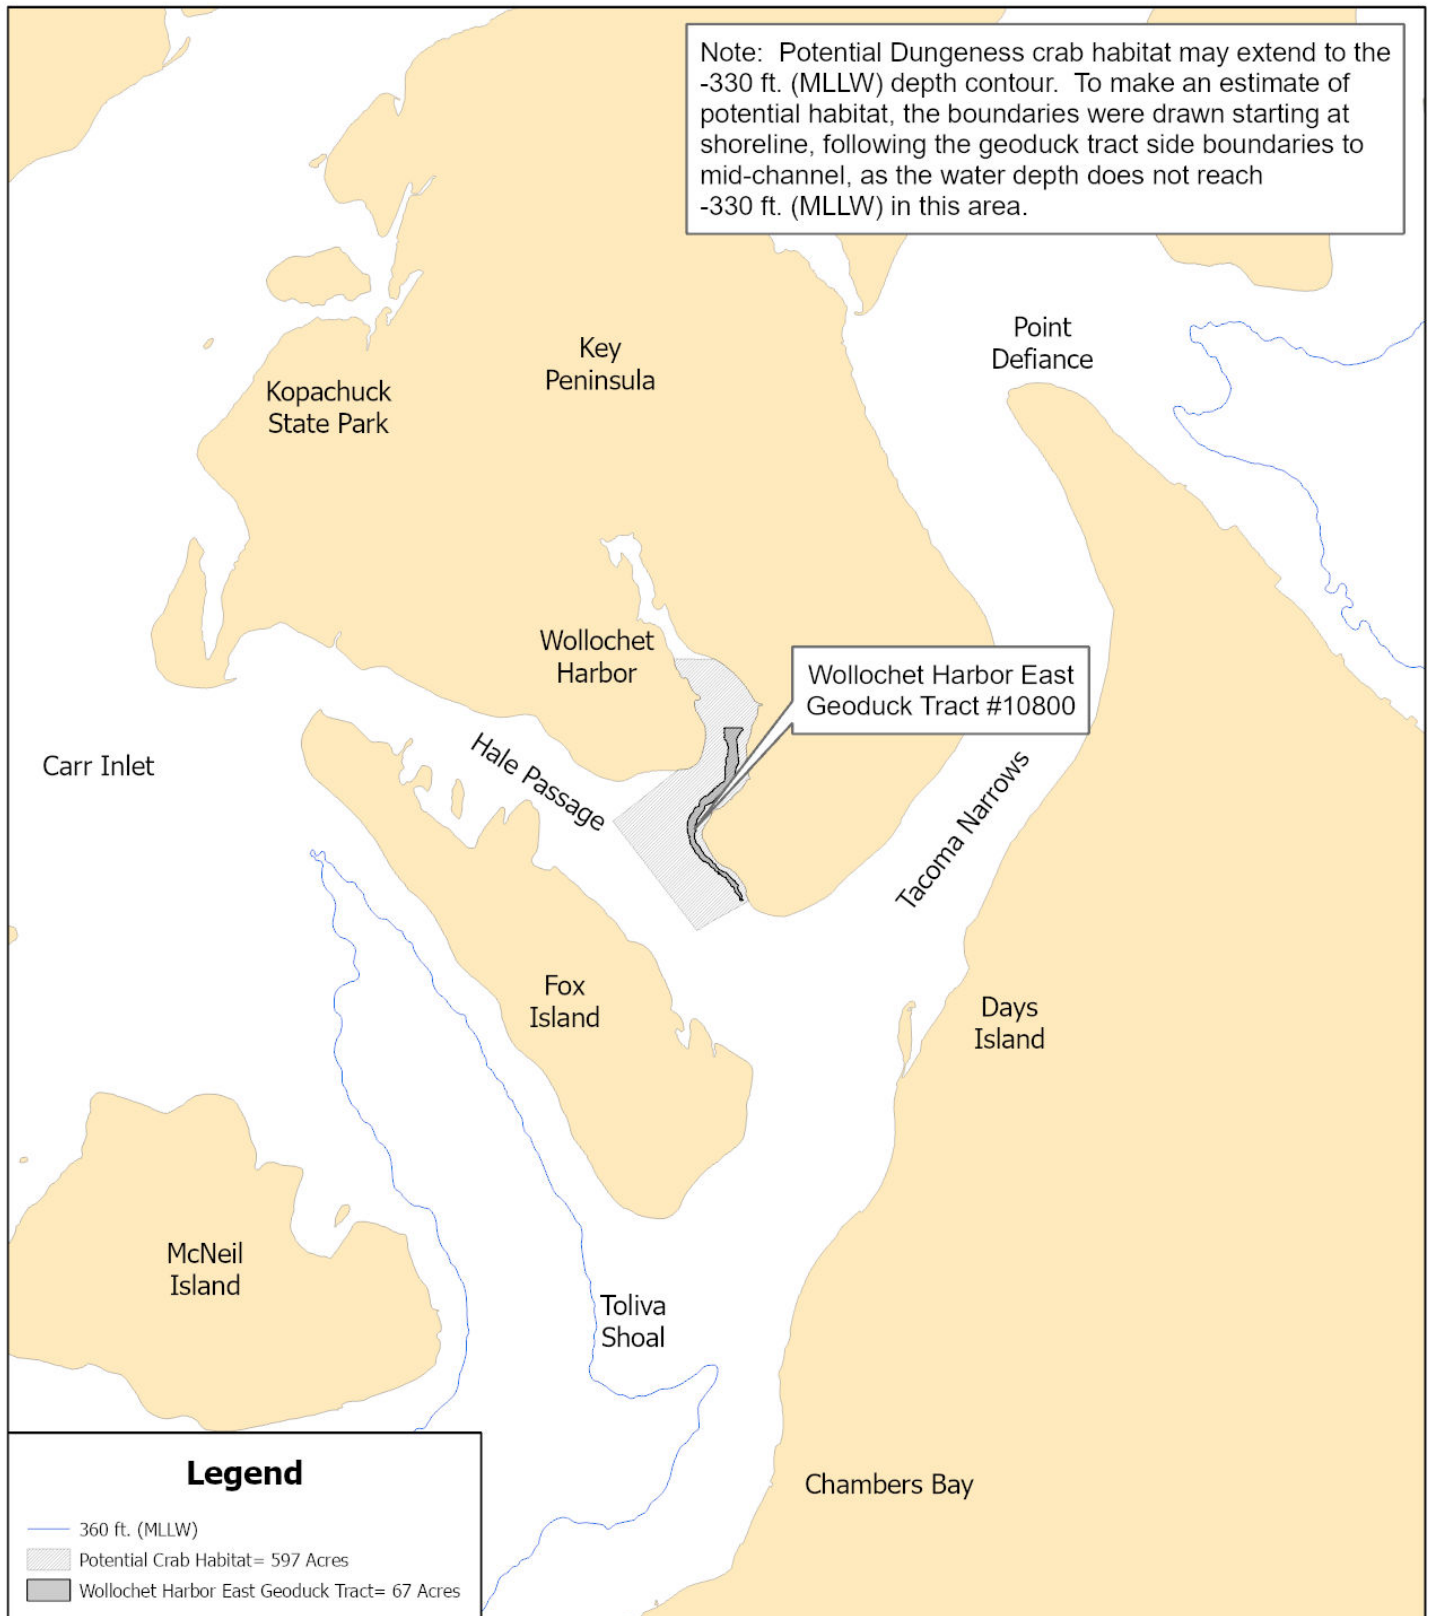 Note:  Potential Dungeness crab habitat may extend to the
-330 ft. (MLLW) depth contour.  To make an estimate of
potential habitat, the boundaries were drawn starting at
shoreline, following the geoduck tract side boundaries to
mid-channel, as the water depth does not reach
-330 ft. (MLLW) in this area.
Point
Defiance
Key
Peninsula
Kopachuck
State Park
Wollochet
Harbor
Wollochet Harbor East
Geoduck Tract #10800
Carr Inlet
Hale Passage
Tacoma Narrows
Fox
Island
Days
Island
McNeil
Island
Toliva
Shoal
Chambers Bay
Legend
360 ft. (MLLW)
Potential Crab Habitat= 597 Acres
Wollochet Harbor East Geoduck Tract= 67 Acres